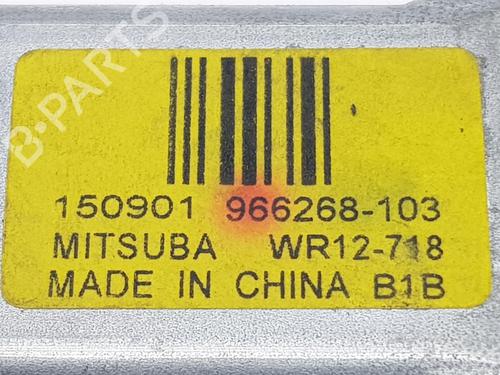 B-PARTS
150901 966268-103
MITSUBA WR12-718
MADE IN CHINA B1B